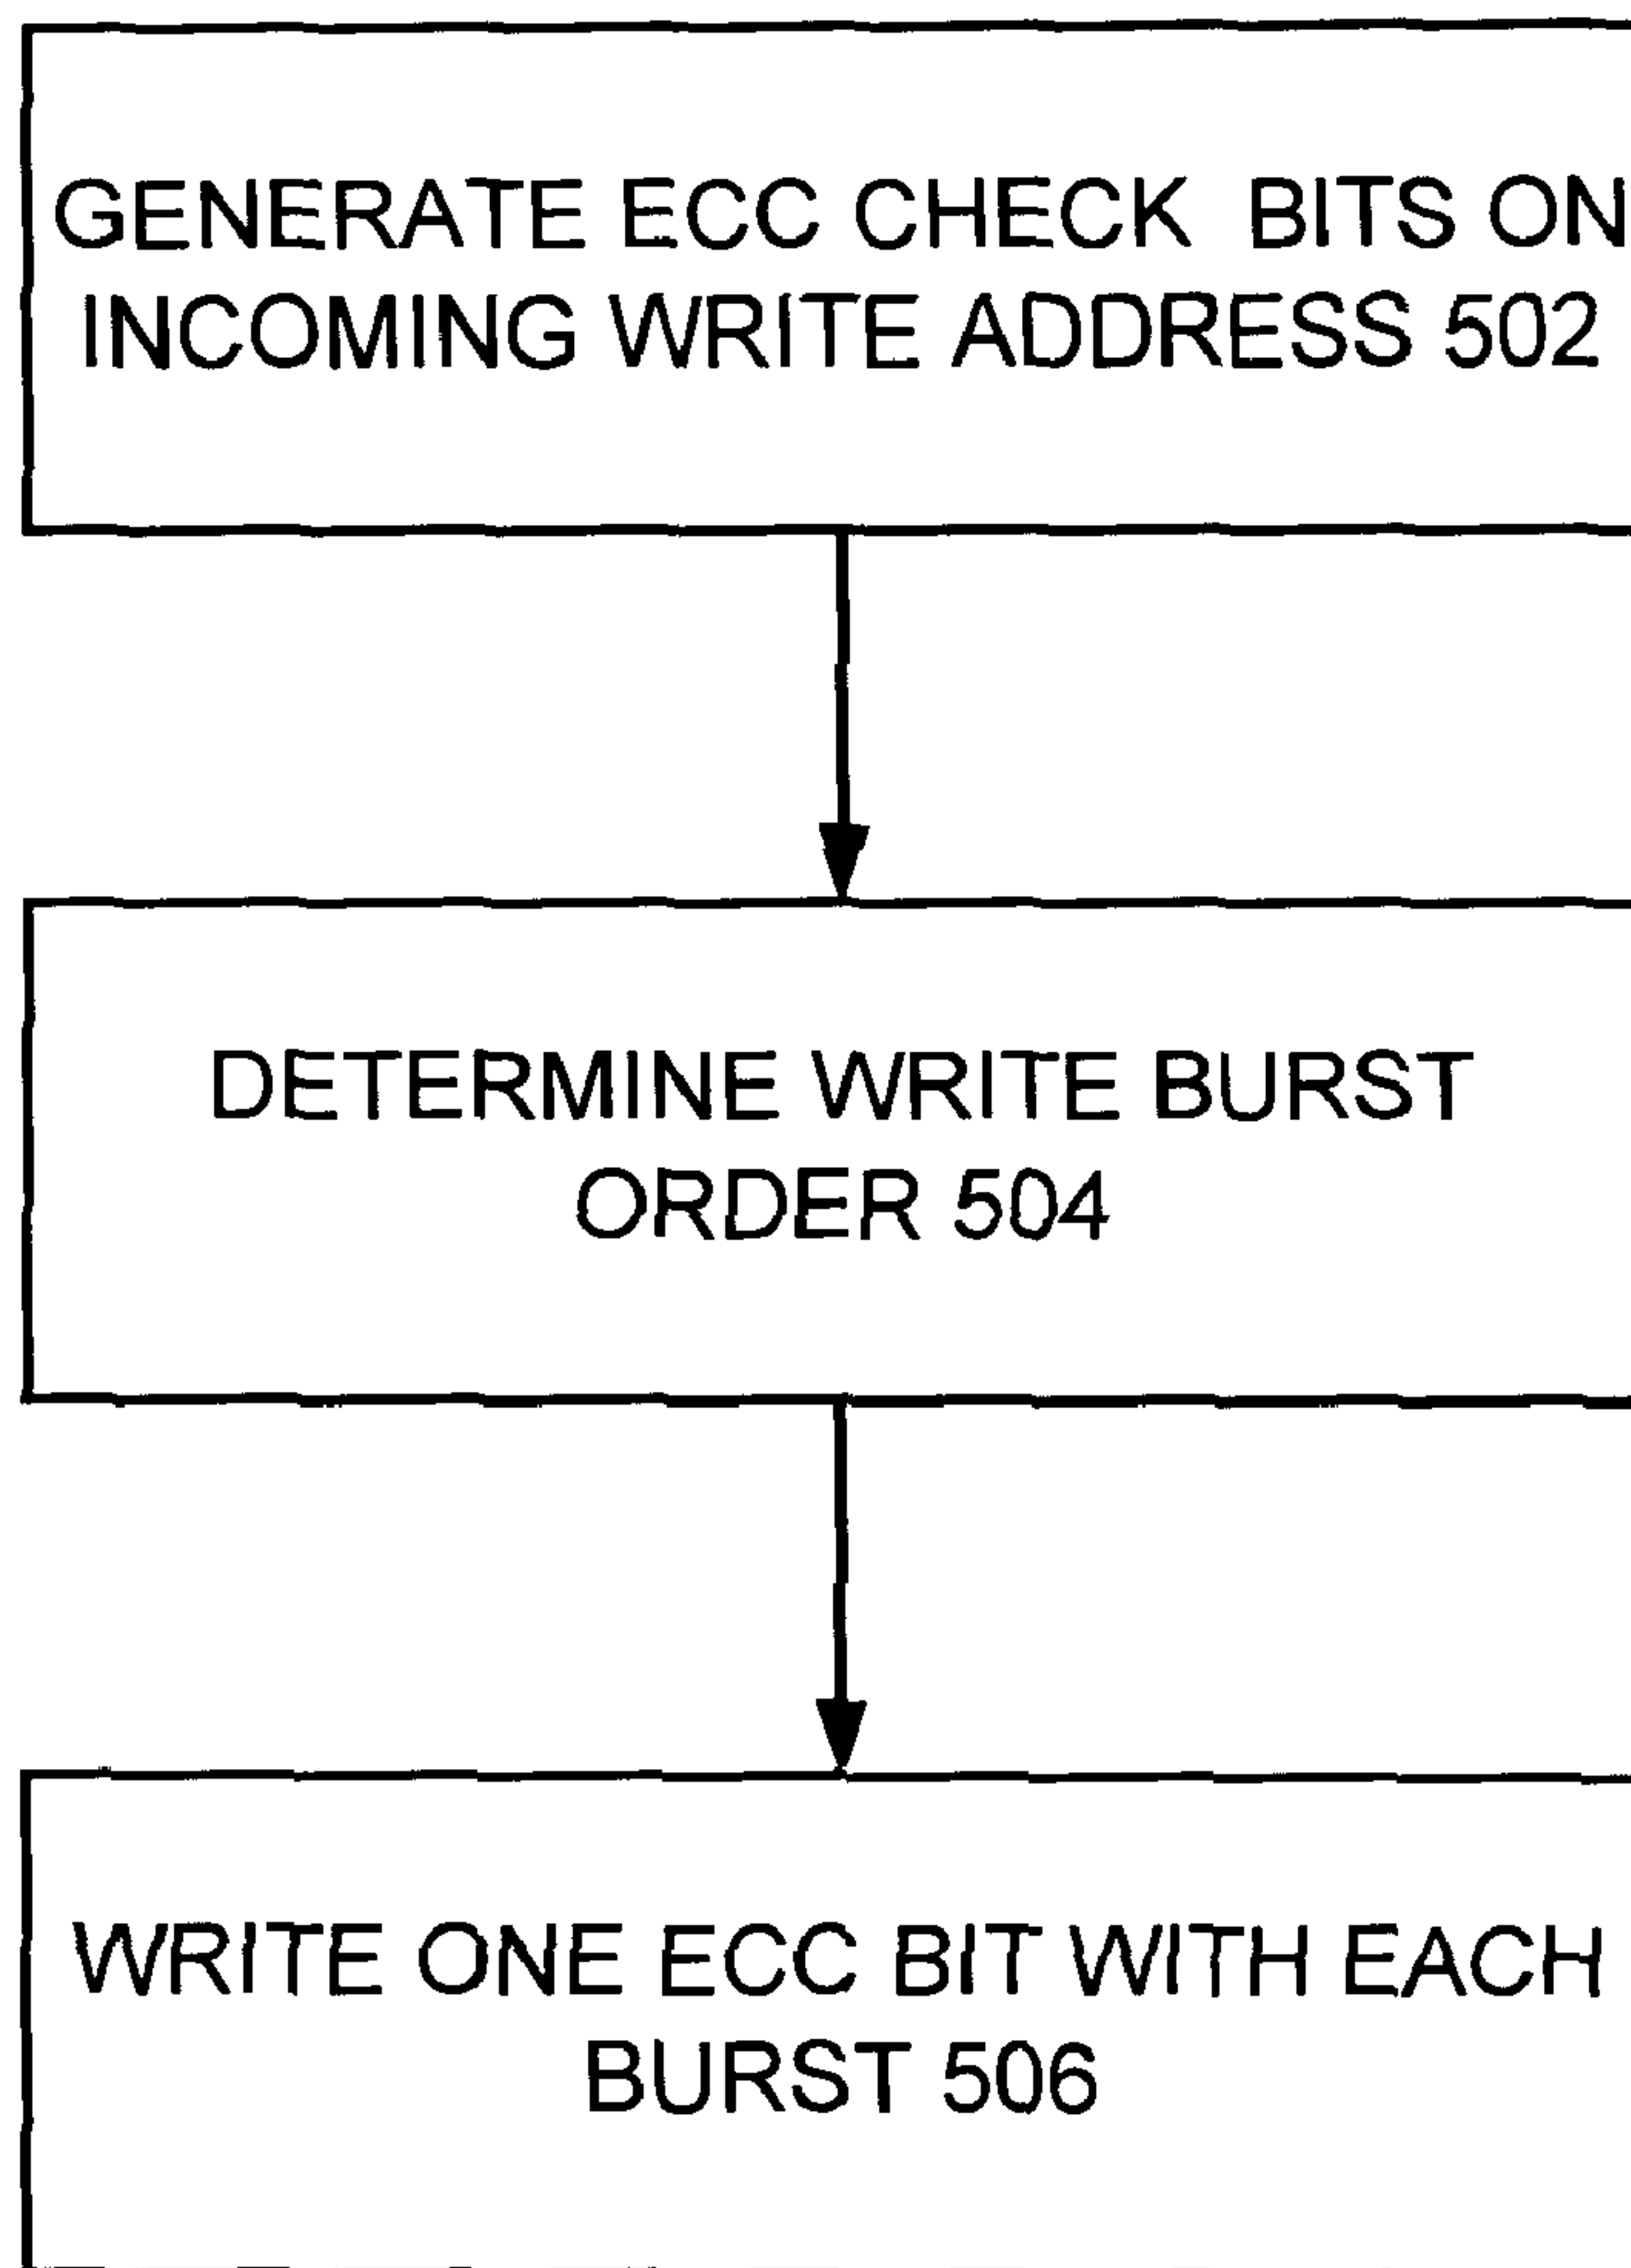 GENERATE ECC CHECK BITS ON
INCOMING WRITE ADDRESS 502
DETERMINE WRITE BURST
ORDER 504
WRITE ONE ECC BIT WITH EACH
BURST 506